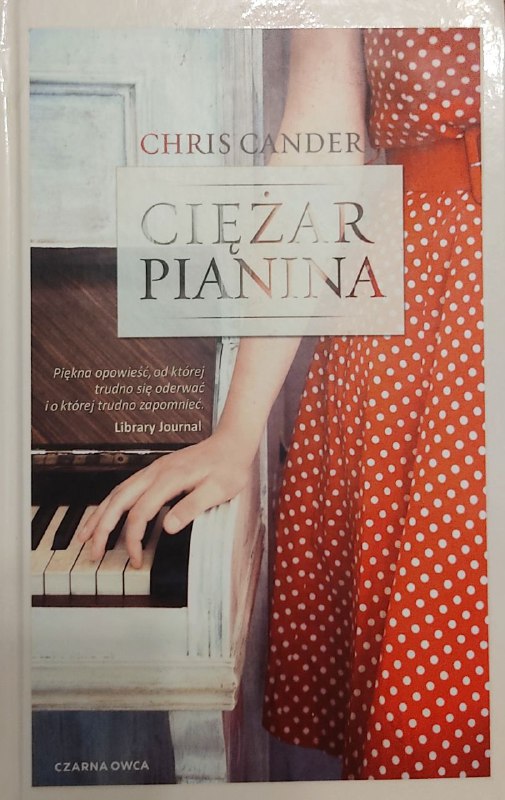 CHRIS CANDER
CIĘŻAR
PIANINA
Piękna opowieść, od której
trudno się oderwać
i o której trudno zapomnieć.
Library Journal
CZARNA OWCA